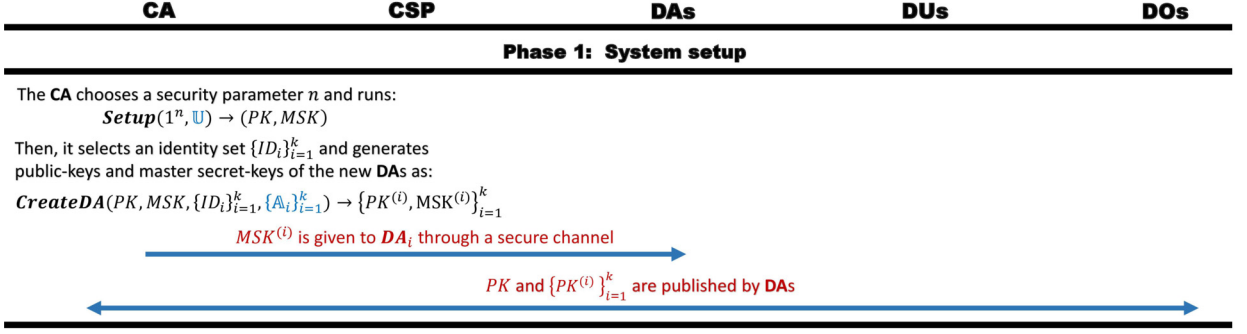 CA CSP DAs DUs DOs
Phase 1: System setup
The CA chooses a security parameter n and runs:
Setup(1^n, 𝕌) → (PK, MSK)
Then, it selects an identity set {ID_i}_{i=1}^k and generates
public-keys and master secret-keys of the new DAs as:
CreateDA(PK, MSK, {ID_i}_{i=1}^k, {𝔸_i}_{i=1}^k) → {PK^(i), MSK^(i)}_{i=1}^k
MSK^(i) is given to DA_i through a secure channel
PK and {PK^(i)}_{i=1}^k are published by DAs